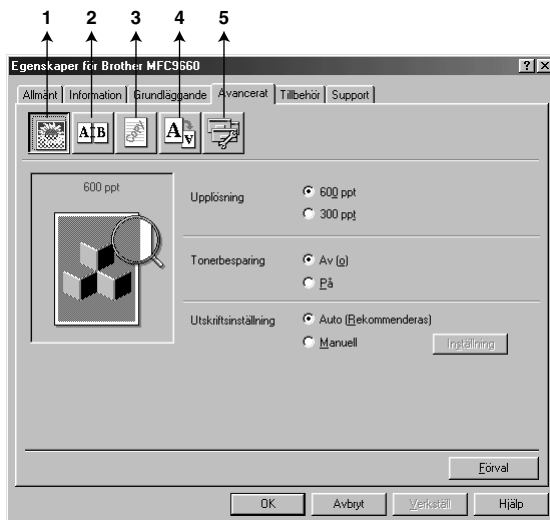 1 2 3 4 5
Egenskaper för Brother MFC9660
Allmänt Information Grundläggande Avancerat Tillbehör Support
A B Copy A A
600 ppt
Upplösning
600 ppt
300 ppt
Tonerbesparing
Av (o)
På
Utskriftsinställning
Auto (Rekommenderas)
Manuell
Inställning
Förval
OK Avbryt Verkställ Hjälp